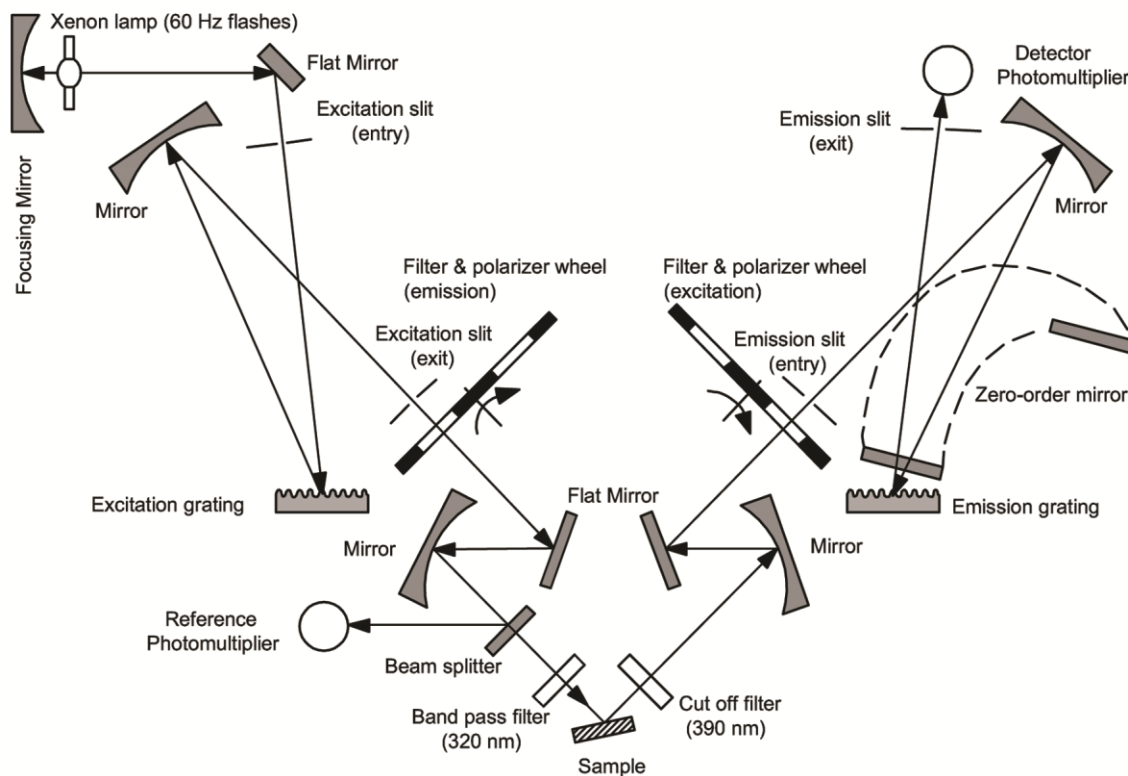 Xenon lamp (60 Hz flashes)
Flat Mirror
Excitation slit
(entry)
Mirror
Focusing Mirror
Detector
Photomultiplier
Emission slit
(exit)
Mirror
Filter & polarizer wheel
(emission)
Excitation slit
(exit)
Filter & polarizer wheel
(excitation)
Emission slit
(entry)
Zero-order mirror
Excitation grating
Flat Mirror
Emission grating
Mirror
Mirror
Reference
Photomultiplier
Beam splitter
Band pass filter
(320 nm)
Cut off filter
(390 nm)
Sample